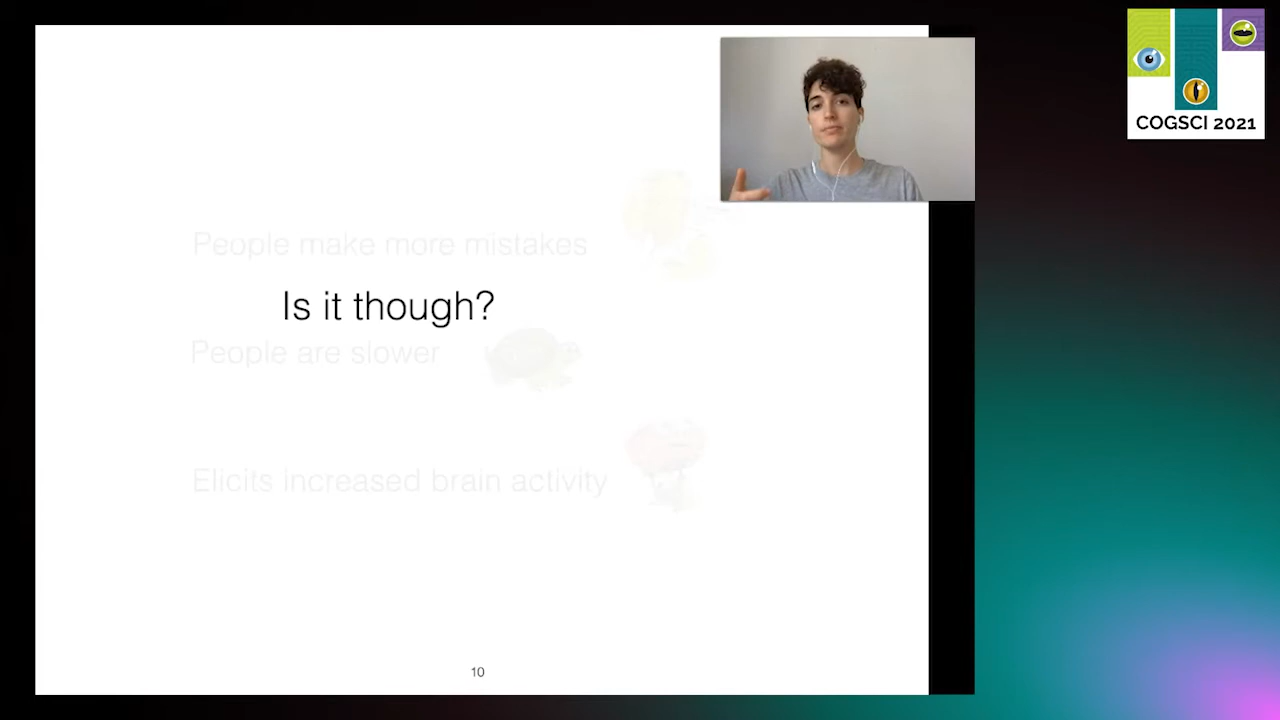 COGSCI 2021
People make more mistakes
Is it though?
People are slower
Elicits increased brain activity
10